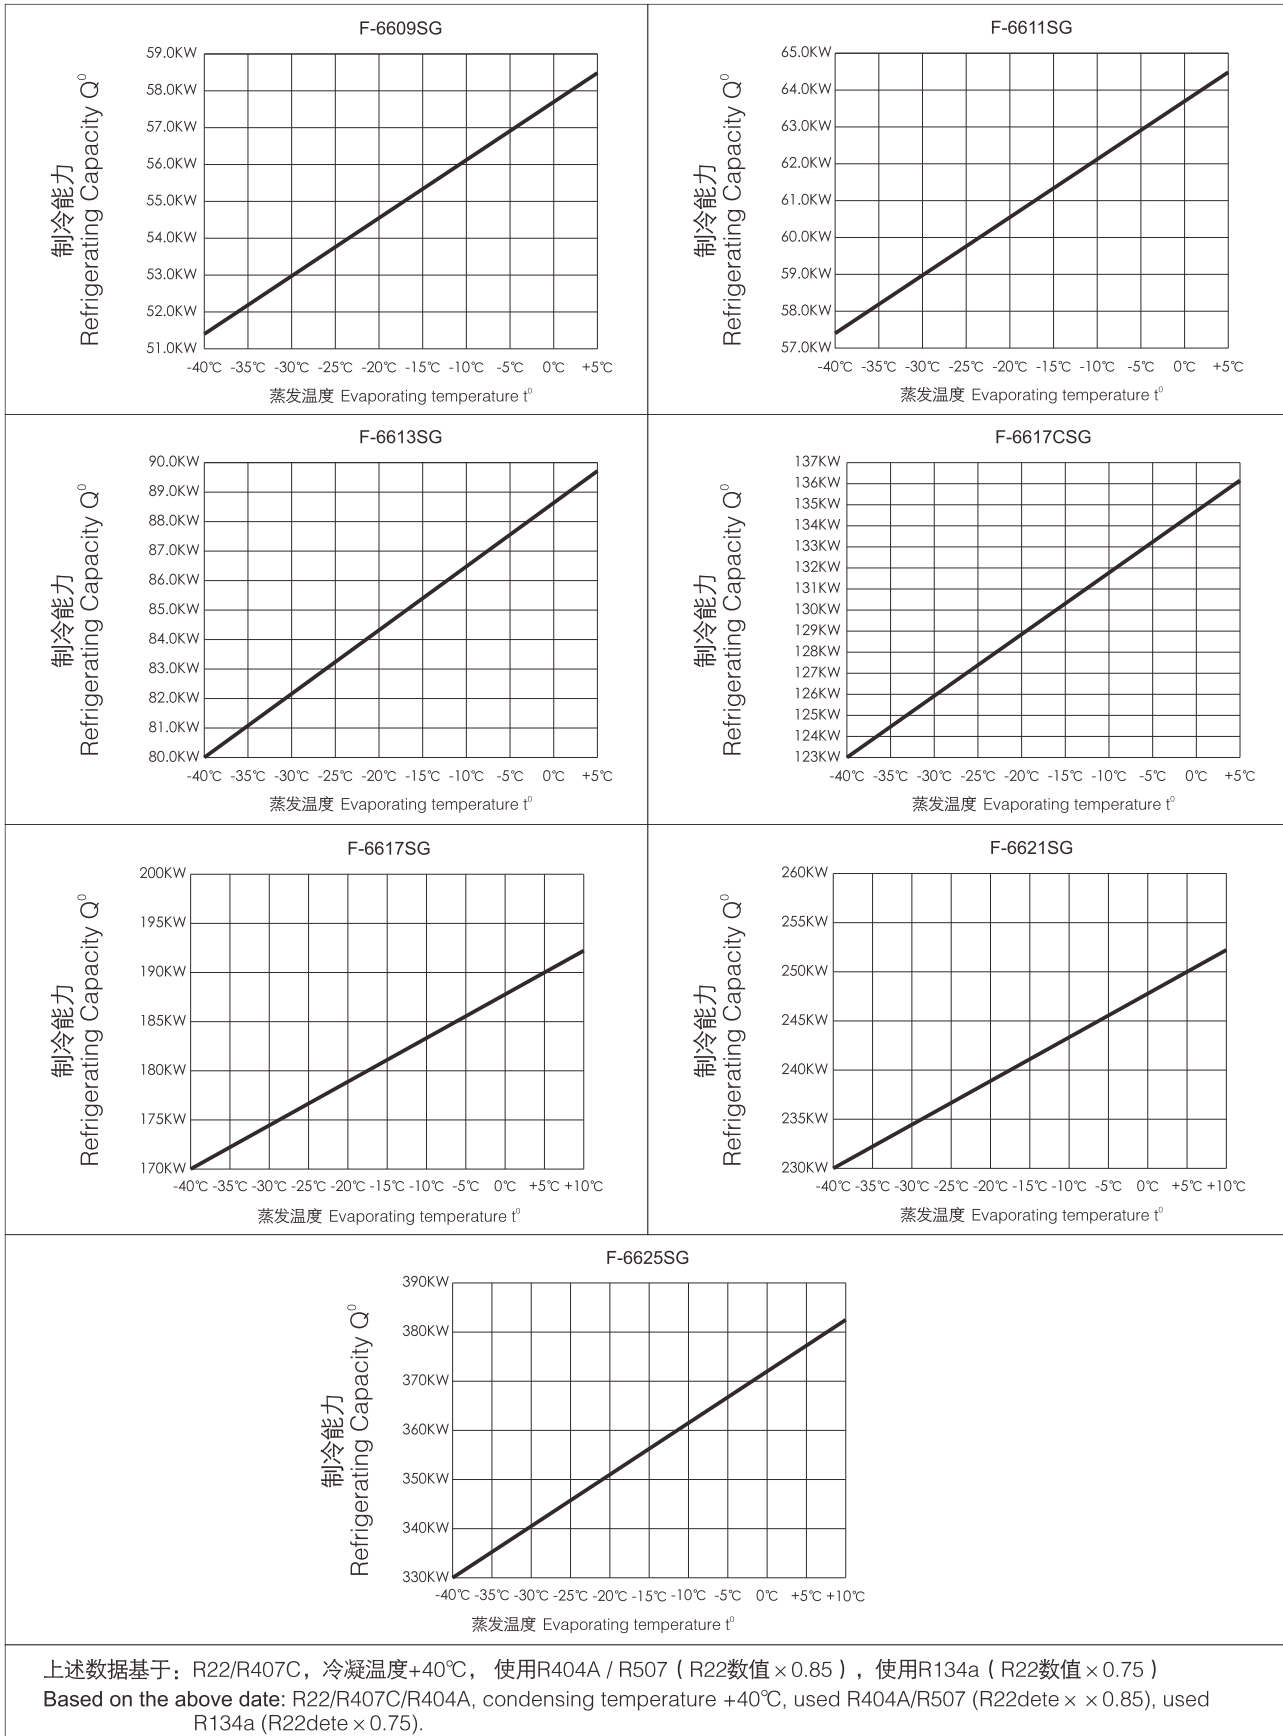 F-6609SG
59.0KW
58.0KW
57.0KW
56.0KW
55.0KW
54.0KW
53.0KW
52.0KW
51.0KW
制冷能力
Refrigerating Capacity Q⁰
-40℃ -35℃ -30℃ -25℃ -20℃ -15℃ -10℃ -5℃ 0℃ +5℃
蒸发温度 Evaporating temperature t⁰
F-6611SG
65.0KW
64.0KW
63.0KW
62.0KW
61.0KW
60.0KW
59.0KW
58.0KW
57.0KW
制冷能力
Refrigerating Capacity Q⁰
-40℃ -35℃ -30℃ -25℃ -20℃ -15℃ -10℃ -5℃ 0℃ +5℃
蒸发温度 Evaporating temperature t⁰
F-6613SG
90.0KW
89.0KW
88.0KW
87.0KW
86.0KW
85.0KW
84.0KW
83.0KW
82.0KW
81.0KW
80.0KW
制冷能力
Refrigerating Capacity Q⁰
-40℃ -35℃ -30℃ -25℃ -20℃ -15℃ -10℃ -5℃ 0℃ +5℃
蒸发温度 Evaporating temperature t⁰
F-6617CSG
137KW
136KW
135KW
134KW
133KW
132KW
131KW
130KW
129KW
128KW
127KW
126KW
125KW
124KW
123KW
制冷能力
Refrigerating Capacity Q⁰
-40℃ -35℃ -30℃ -25℃ -20℃ -15℃ -10℃ -5℃ 0℃ +5℃
蒸发温度 Evaporating temperature t⁰
F-6617SG
200KW
195KW
190KW
185KW
180KW
175KW
170KW
制冷能力
Refrigerating Capacity Q⁰
-40℃ -35℃ -30℃ -25℃ -20℃ -15℃ -10℃ -5℃ 0℃ +5℃ +10℃
蒸发温度 Evaporating temperature t⁰
F-6621SG
260KW
255KW
250KW
245KW
240KW
235KW
230KW
制冷能力
Refrigerating Capacity Q⁰
-40℃ -35℃ -30℃ -25℃ -20℃ -15℃ -10℃ -5℃ 0℃ +5℃ +10℃
蒸发温度 Evaporating temperature t⁰
F-6625SG
390KW
380KW
370KW
360KW
350KW
340KW
330KW
制冷能力
Refrigerating Capacity Q⁰
-40℃ -35℃ -30℃ -25℃ -20℃ -15℃ -10℃ -5℃ 0℃ +5℃ +10℃
蒸发温度 Evaporating temperature t⁰
上述数据基于：R22/R407C，冷凝温度+40℃， 使用R404A / R507（R22数值×0.85），使用R134a（R22数值×0.75）
Based on the above date: R22/R407C/R404A, condensing temperature +40℃, used R404A/R507 (R22dete × ×0.85), used
R134a (R22dete×0.75).